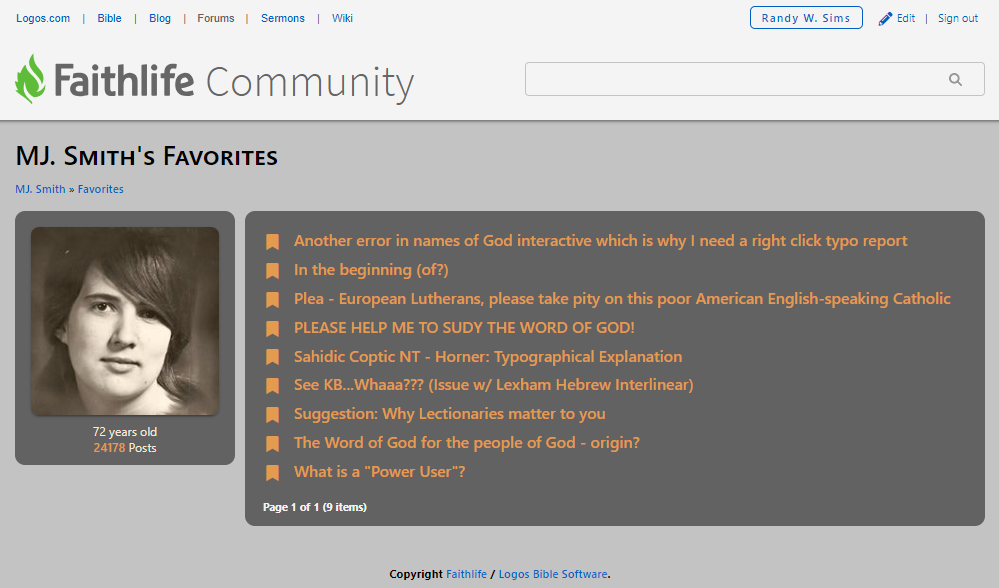 Logos.com | Bible | Blog | Forums | Sermons | Wiki
Randy W. Sims
Edit | Sign out
Faithlife Community
MJ. Smith's Favorites
MJ. Smith » Favorites
72 years old
24178 Posts
Another error in names of God interactive which is why I need a right click typo report
In the beginning (of?)
Plea - European Lutherans, please take pity on this poor American English-speaking Catholic
PLEASE HELP ME TO SUDY THE WORD OF GOD!
Sahidic Coptic NT - Horner: Typographical Explanation
See KB...Whaaa??? (Issue w/ Lexham Hebrew Interlinear)
Suggestion: Why Lectionaries matter to you
The Word of God for the people of God - origin?
What is a "Power User"?
Page 1 of 1 (9 items)
Copyright Faithlife / Logos Bible Software.